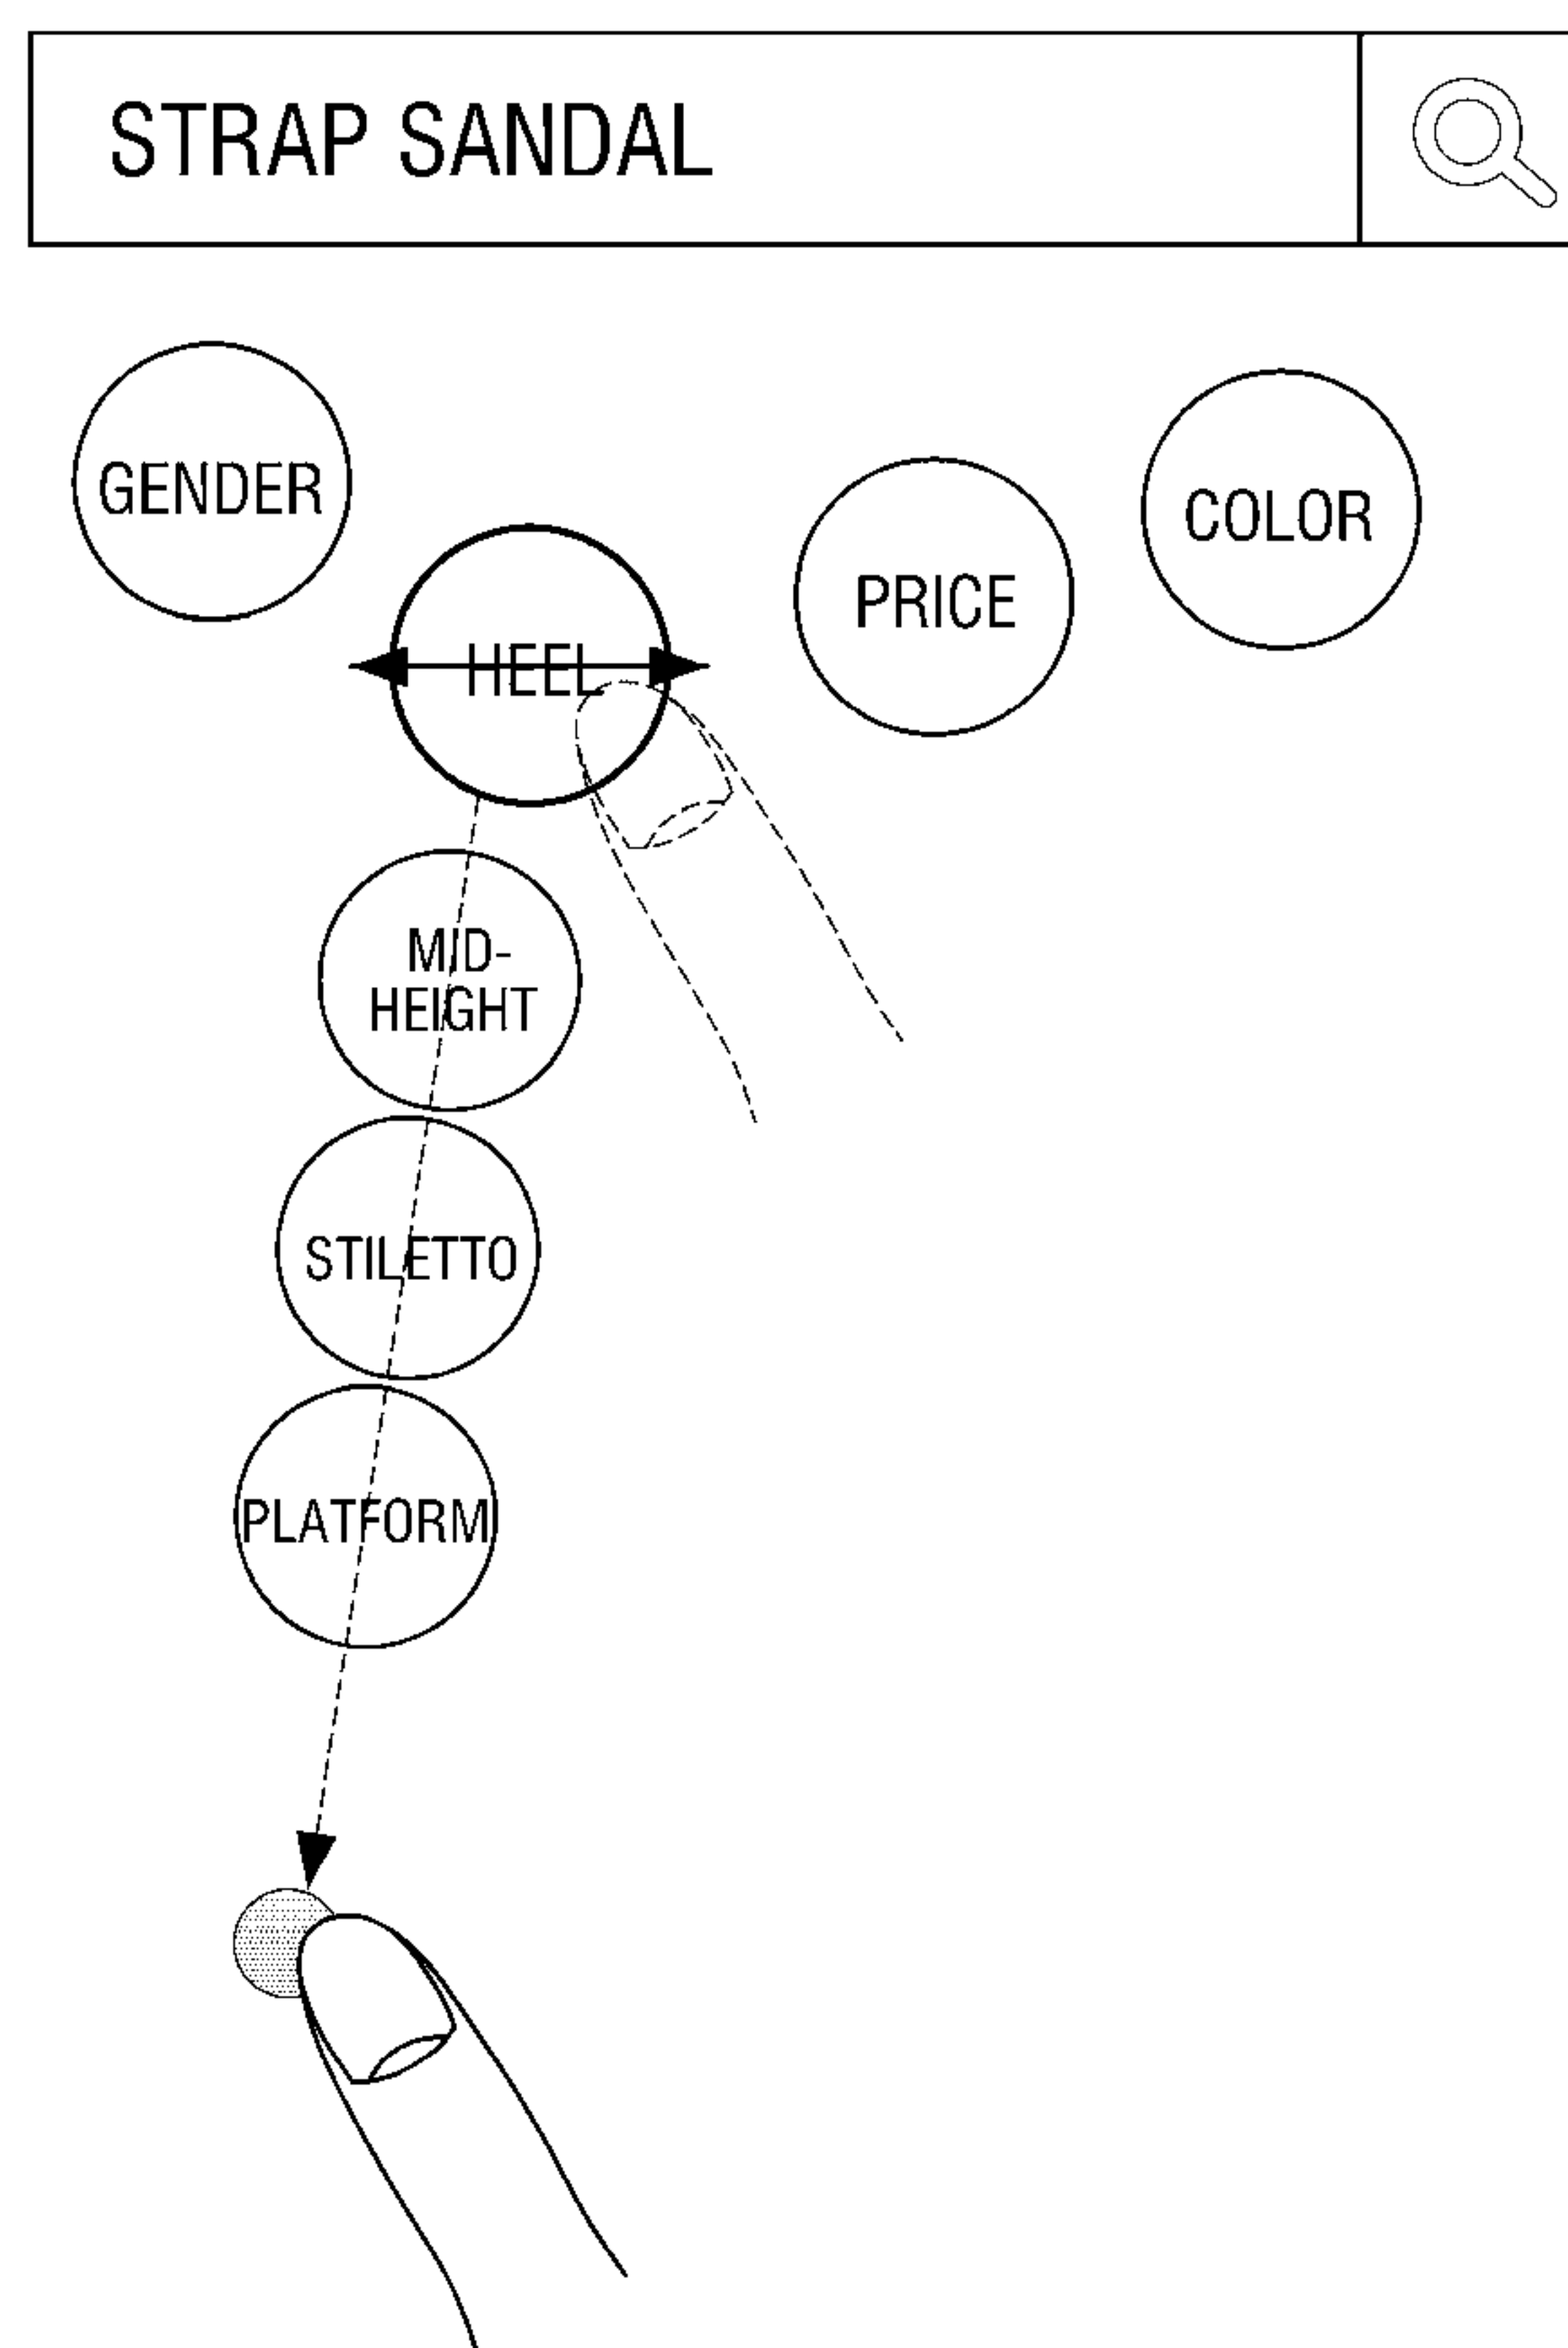 STRAP SANDAL
GENDER
HEEL
PRICE
COLOR
MID-
HEIGHT
STILETTO
PLATFORM